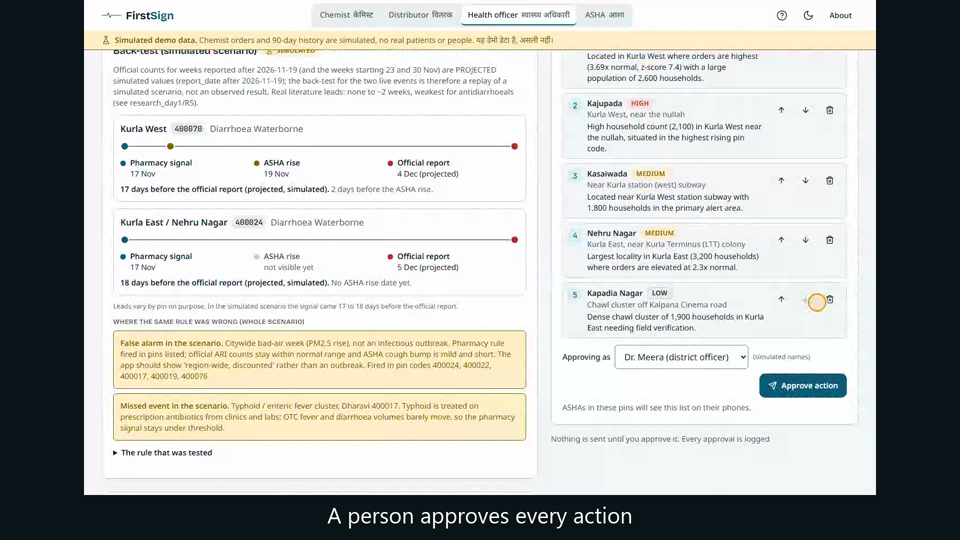 FirstSign
Chemist केमिस्ट
Distributor वितरक
Health officer स्वास्थ्य अधिकारी
ASHA आशा
About
Simulated demo data. Chemist orders and 90-day history are simulated, no real patients or people. यह डेमो डेटा है, असली नहीं।
Back-test (simulated scenario)
SIMULATED
Official counts for weeks reported after 2026-11-19 (and the weeks starting 23 and 30 Nov) are PROJECTED
simulated values (report_date after 2026-11-19); the back-test for the two live events is therefore a replay of a
simulated scenario, not an observed result. Real literature leads: none to ~2 weeks, weakest for antidiarrhoeals
(see research_day1/R5).
Kurla West 400070 Diarrhoea Waterborne
Pharmacy signal
17 Nov
ASHA rise
19 Nov
Official report
4 Dec (projected)
17 days before the official report (projected, simulated). 2 days before the ASHA rise.
Kurla East / Nehru Nagar 400024 Diarrhoea Waterborne
Pharmacy signal
17 Nov
ASHA rise
not visible yet
Official report
5 Dec (projected)
18 days before the official report (projected, simulated). No ASHA rise date yet.
Leads vary by pin on purpose. In the simulated scenario the signal came 17 to 18 days before the official report.
WHERE THE SAME RULE WAS WRONG (WHOLE SCENARIO)
False alarm in the scenario. Citywide bad-air week (PM2.5 rise), not an infectious outbreak. Pharmacy rule
fired in pins listed; official ARI counts stay within normal range and ASHA cough bump is mild and short. The
app should show 'region-wide, discounted' rather than an outbreak. Fired in pin codes 400024, 400022,
400017, 400019, 400076.
Missed event in the scenario. Typhoid / enteric fever cluster, Dharavi 400017. Typhoid is treated on
prescription antibiotics from clinics and labs; OTC fever and diarrhoea volumes barely move, so the pharmacy
signal stays under threshold.
The rule that was tested
Located in Kurla West where orders are highest
(3.69x normal, z-score 7.4) with a large
population of 2,600 households.
2 Kajupada HIGH
Kurla West, near the nullah
High household count (2,100) in Kurla West near
the nullah, situated in the highest rising pin
code.
3 Kasaiwada MEDIUM
Near Kurla station (west) subway
Located near Kurla West station subway with
1,800 households in the primary alert area.
4 Nehru Nagar MEDIUM
Kurla East, near Kurla Terminus (LTT) colony
Largest locality in Kurla East (3,200 households)
where orders are elevated at 2.3x normal.
5 Kapadia Nagar LOW
Chawl cluster off Kalpana Cinema road
Dense chawl cluster of 1,900 households in Kurla
East needing field verification.
Approving as
Dr. Meera (district officer)
(simulated names)
Approve action
ASHAs in these pins will see this list on their phones.
Nothing is sent until you approve it. Every approval is logged.
A person approves every action